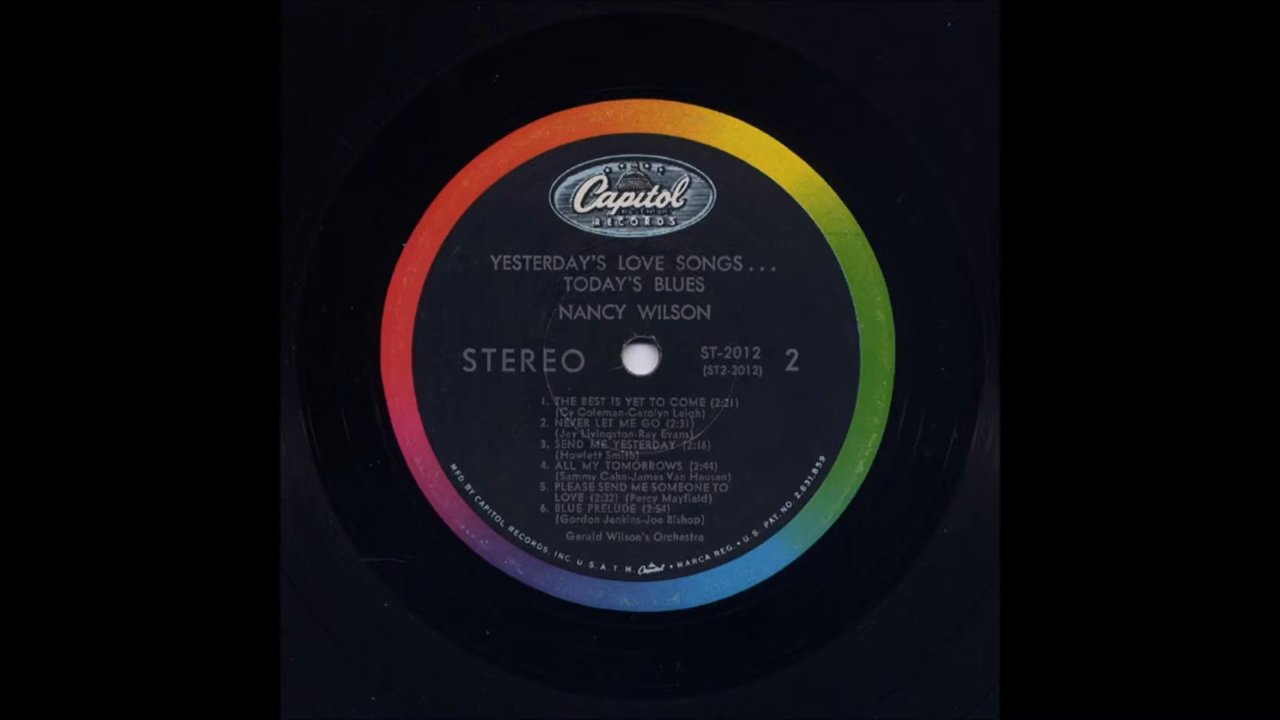 Capitol
RECORDS
YESTERDAY'S LOVE SONGS...
TODAY'S BLUES
NANCY WILSON
STEREO
ST-2012
(ST2-2012)
2
1. THE BEST IS YET TO COME (2:21)
(Cy Coleman-Carolyn Leigh)
2. NEVER LET ME GO (2:31)
(Jay Livingston-Ray Evans)
3. SEND ME YESTERDAY (2:16)
(Howlett Smith)
4. ALL MY TOMORROWS (2:44)
(Sammy Cahn-James Van Heusen)
5. PLEASE SEND ME SOMEONE TO
LOVE (2:22) (Percy Mayfield)
6. BLUE PRELUDE (2:54)
(Gordon Jenkins-Joe Bishop)
Gerald Wilson's Orchestra
MFD. BY CAPITOL RECORDS, INC. U.S.A. T.M. Capitol • MARCA REG. • U.S. PAT. NO. 2,631,859